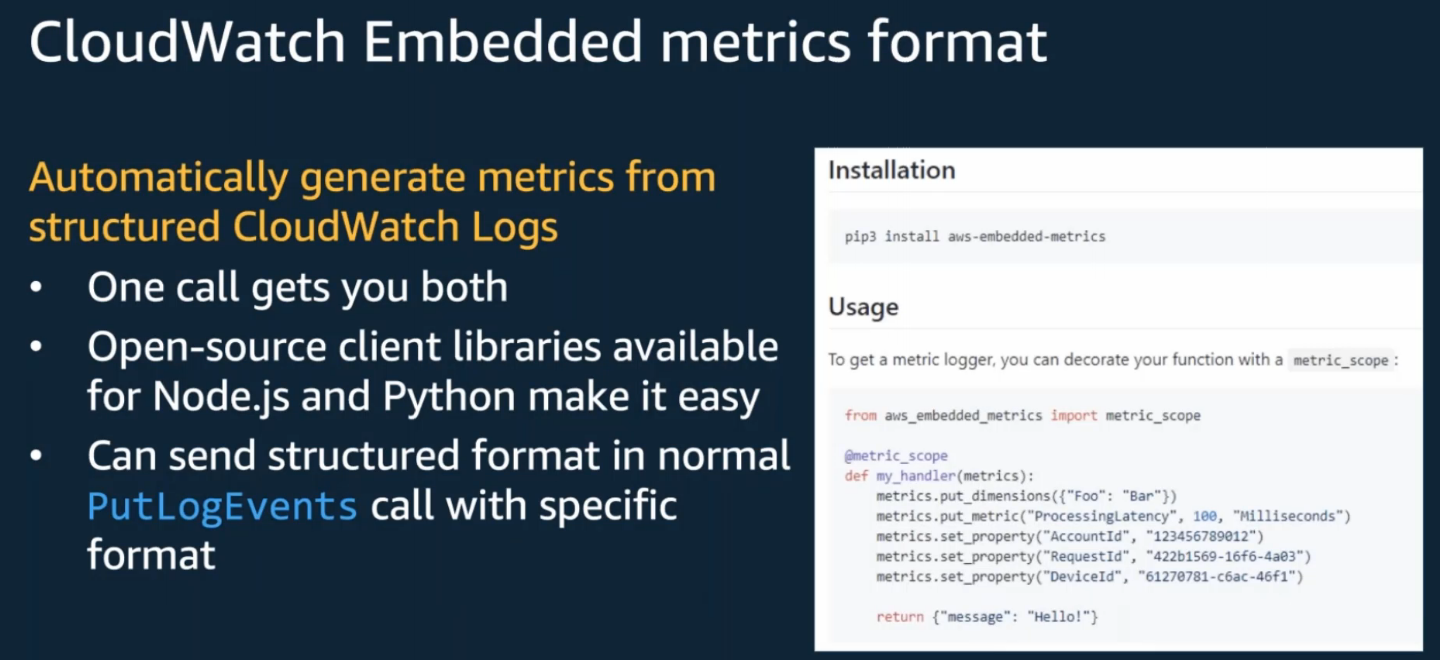 CloudWatch Embedded metrics format
Automatically generate metrics from
structured CloudWatch Logs
• One call gets you both
• Open-source client libraries available
for Node.js and Python make it easy
• Can send structured format in normal
PutLogEvents call with specific
format
Installation
pip3 install aws-embedded-metrics
Usage
To get a metric logger, you can decorate your function with a metric_scope:
from aws_embedded_metrics import metric_scope
@metric_scope
def my_handler(metrics):
    metrics.put_dimensions({"Foo": "Bar"})
    metrics.put_metric("ProcessingLatency", 100, "Milliseconds")
    metrics.set_property("AccountId", "123456789012")
    metrics.set_property("RequestId", "422b1569-16f6-4a03")
    metrics.set_property("DeviceId", "61270781-c6ac-46f1")
    return {"message": "Hello!"}